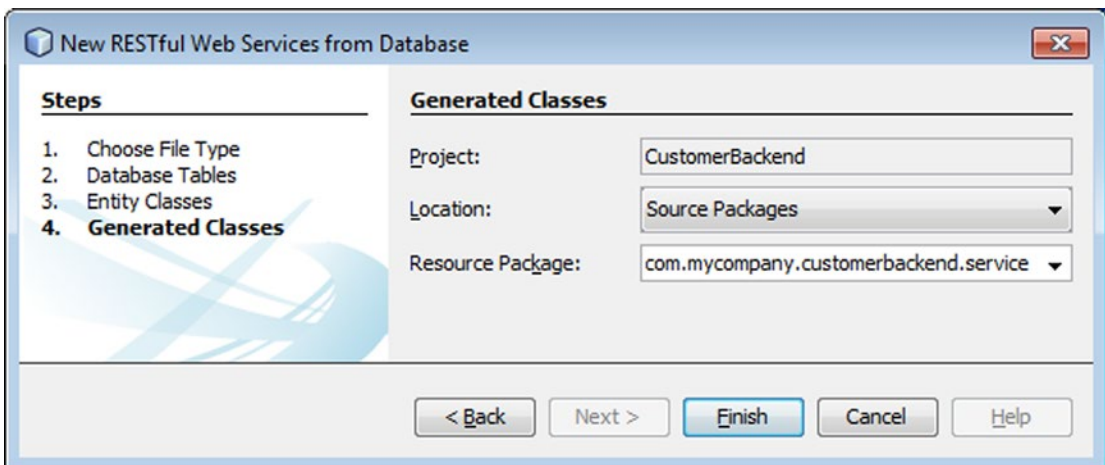 New RESTful Web Services from Database
Steps
1. Choose File Type
2. Database Tables
3. Entity Classes
4. Generated Classes
Generated Classes
Project: CustomerBackend
Location: Source Packages
Resource Package: com.mycompany.customerbackend.service
< Back Next > Finish Cancel Help